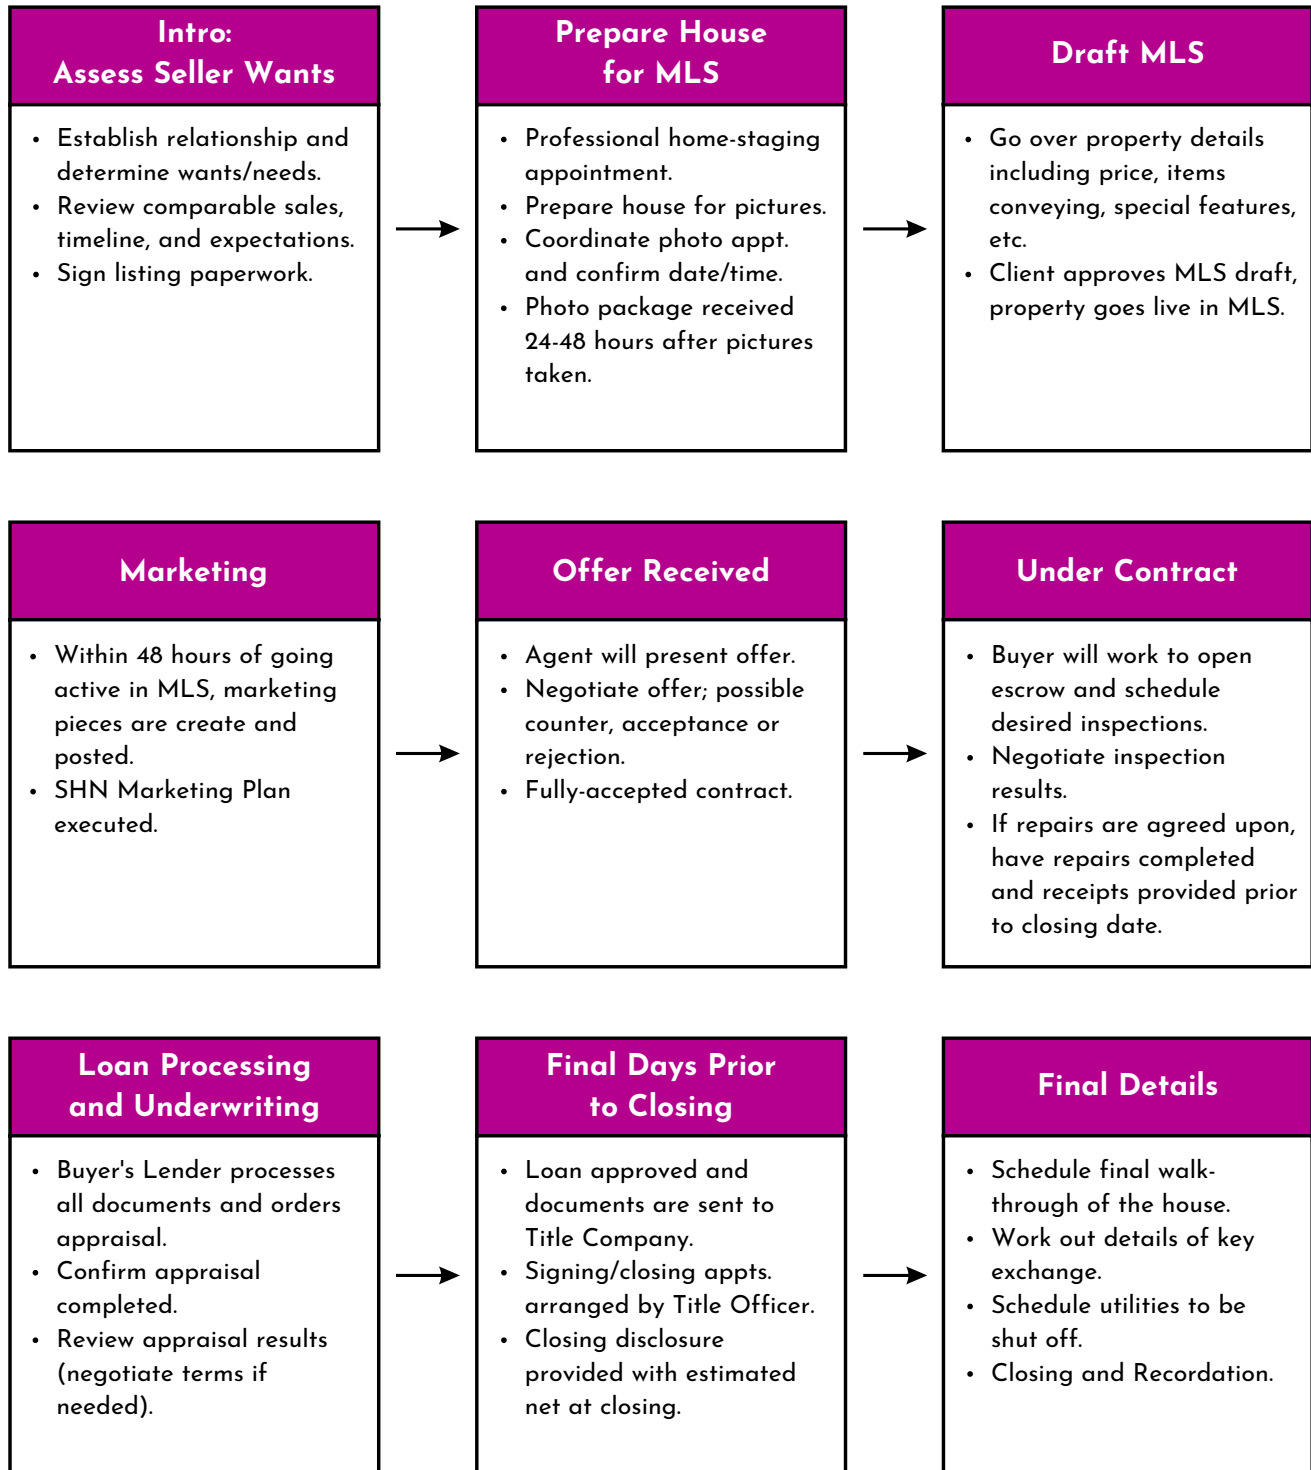 Intro:
Assess Seller Wants
• Establish relationship and
determine wants/needs.
• Review comparable sales,
timeline, and expectations.
• Sign listing paperwork.
Prepare House
for MLS
• Professional home-staging
appointment.
• Prepare house for pictures.
• Coordinate photo appt.
and confirm date/time.
• Photo package received
24-48 hours after pictures
taken.
Draft MLS
• Go over property details
including price, items
conveying, special features,
etc.
• Client approves MLS draft,
property goes live in MLS.
Marketing
• Within 48 hours of going
active in MLS, marketing
pieces are create and
posted.
• SHN Marketing Plan
executed.
Offer Received
• Agent will present offer.
• Negotiate offer; possible
counter, acceptance or
rejection.
• Fully-accepted contract.
Under Contract
• Buyer will work to open
escrow and schedule
desired inspections.
• Negotiate inspection
results.
• If repairs are agreed upon,
have repairs completed
and receipts provided prior
to closing date.
Loan Processing
and Underwriting
• Buyer's Lender processes
all documents and orders
appraisal.
• Confirm appraisal
completed.
• Review appraisal results
(negotiate terms if
needed).
Final Days Prior
to Closing
• Loan approved and
documents are sent to
Title Company.
• Signing/closing appts.
arranged by Title Officer.
• Closing disclosure
provided with estimated
net at closing.
Final Details
• Schedule final walk-
through of the house.
• Work out details of key
exchange.
• Schedule utilities to be
shut off.
• Closing and Recordation.